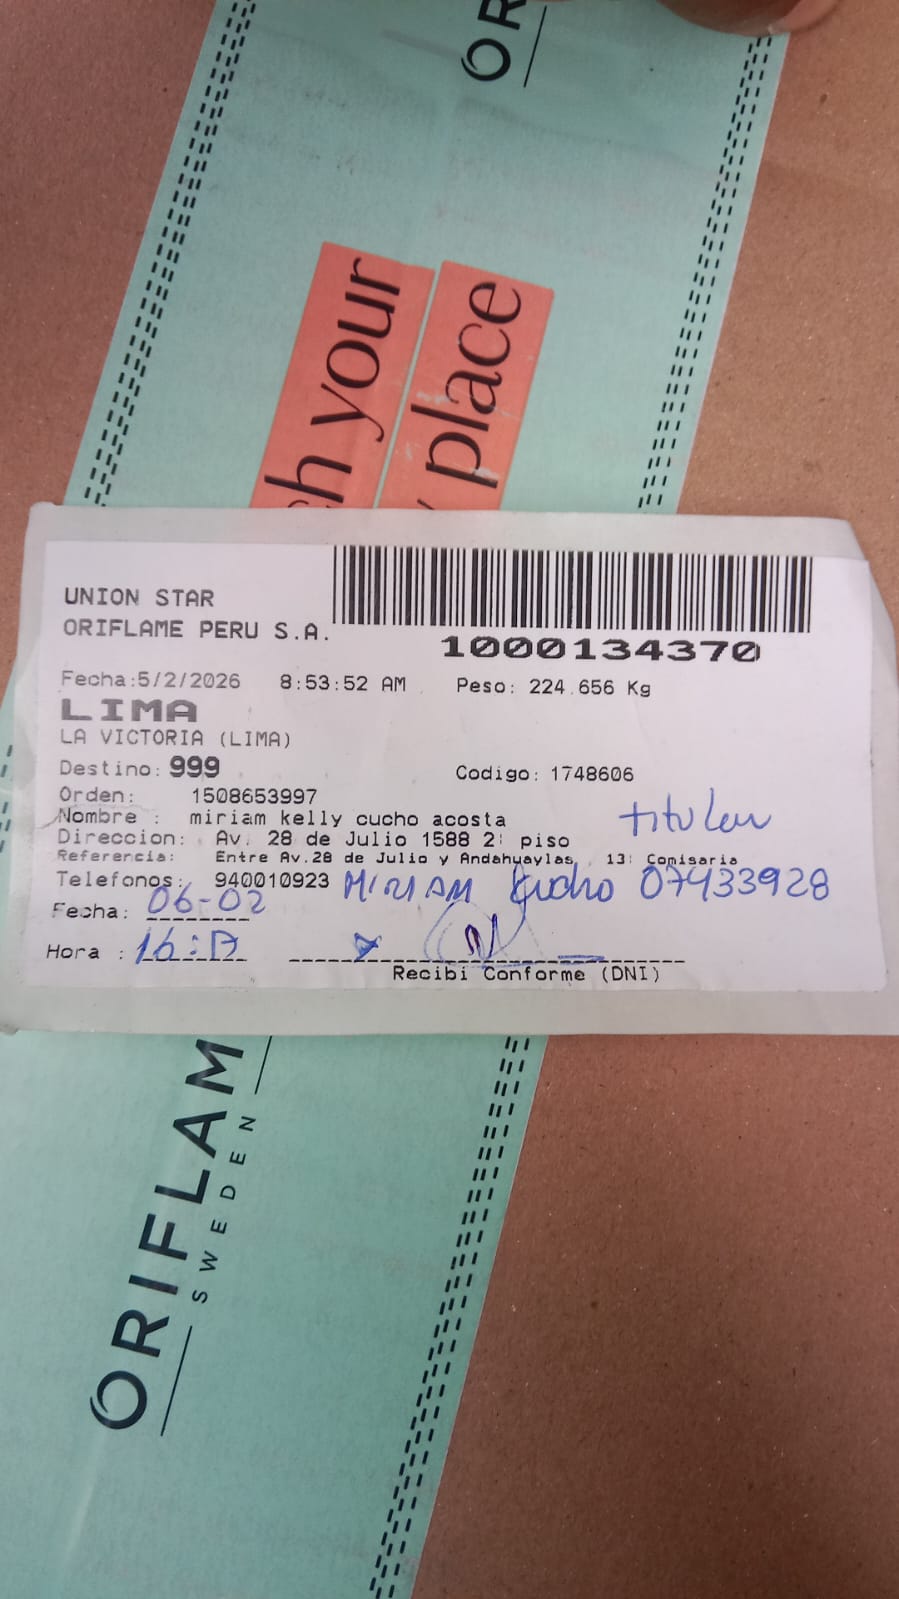 OR
h your
place
UNION STAR
ORIFLAME PERU S.A.
1000134370
Fecha:5/2/2026 8:53:52 AM Peso: 224.656 Kg
LIMA
LA VICTORIA (LIMA)
Destino: 999 Codigo: 1748606
Orden: 1508653997
Nombre : miriam kelly cucho acosta titular
Direccion: Av. 28 de Julio 1588 2: piso
Referencia: Entre Av.28 de Julio y Andahuaylas, 13: Comisaria
Telefonos: 940010923 MIRIAM Cucho 07433928
Fecha: 06-02
Hora : 16:17
Recibi Conforme (DNI)
ORIFLAM
SWEDEN